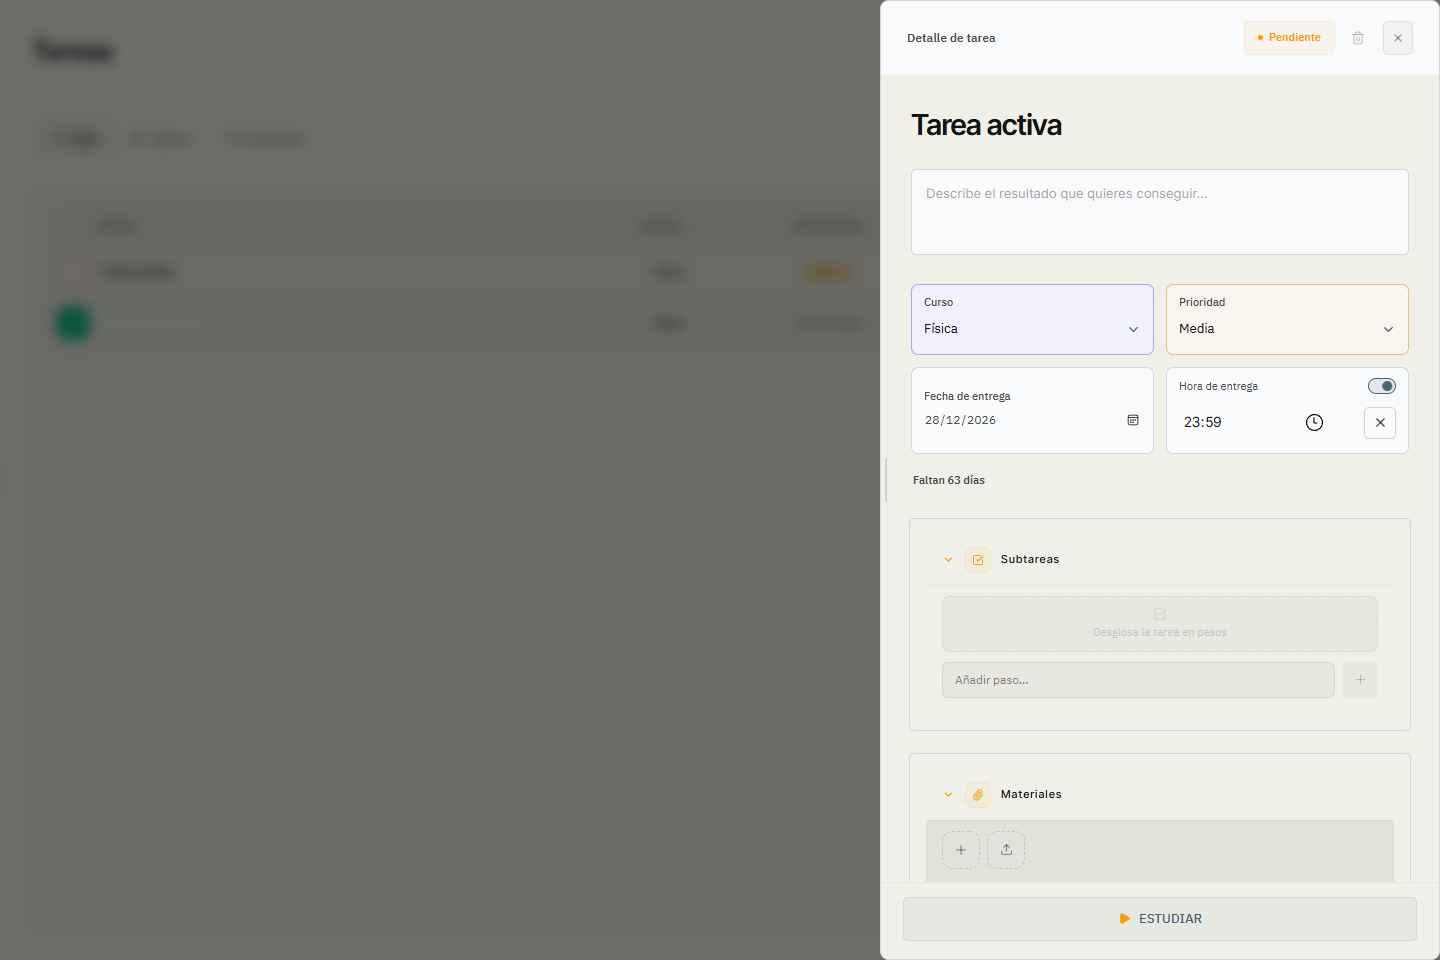 Tareas
Detalle de tarea
Pendiente
Tarea activa
Describe el resultado que quieres conseguir...
Curso
Física
Prioridad
Media
Fecha de entrega
28/12/2026
Hora de entrega
23:59
Faltan 63 días
Subtareas
Desglosa la tarea en pasos
Añadir paso...
Materiales
ESTUDIAR